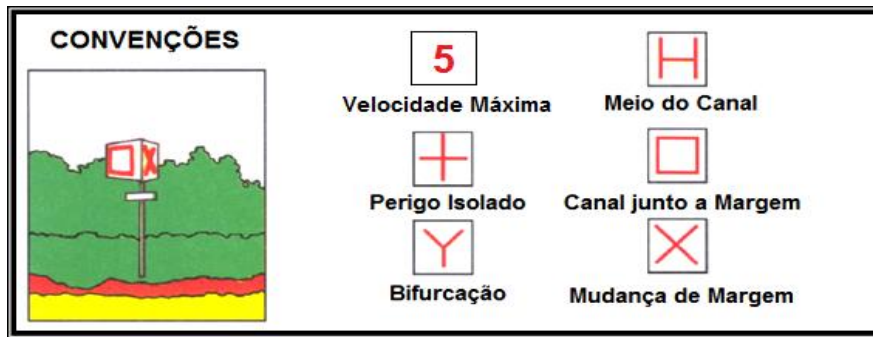 CONVENÇÕES
5
Velocidade Máxima
H
Meio do Canal
Perigo Isolado
Canal junto a Margem
Y
Bifurcação
X
Mudança de Margem